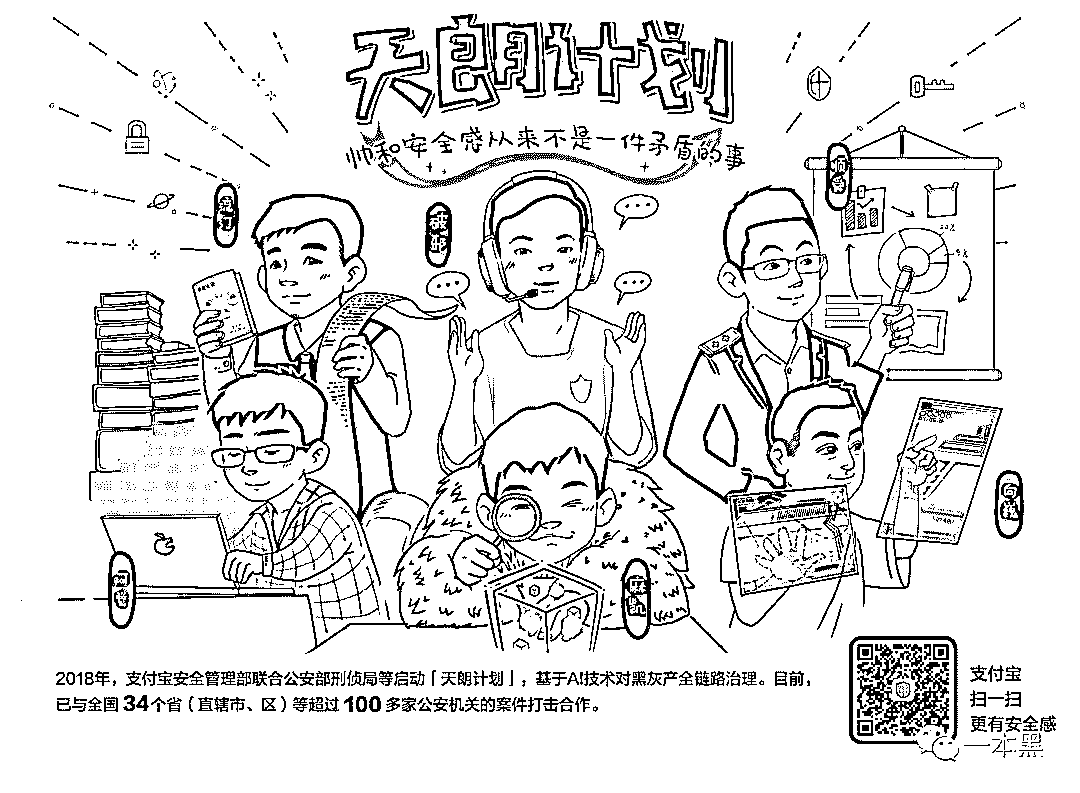 天朗计划
帅和安全感从来不是一件矛盾的事
2018年，支付宝安全管理部联合公安部刑侦局等启动「天朗计划」，基于AI技术对黑灰产全链路治理。目前，
已与全国 34个省（直辖市、区）等超过 100 多家公安机关的案件打击合作。
支付宝
扫一扫
更有安全感
一本黑